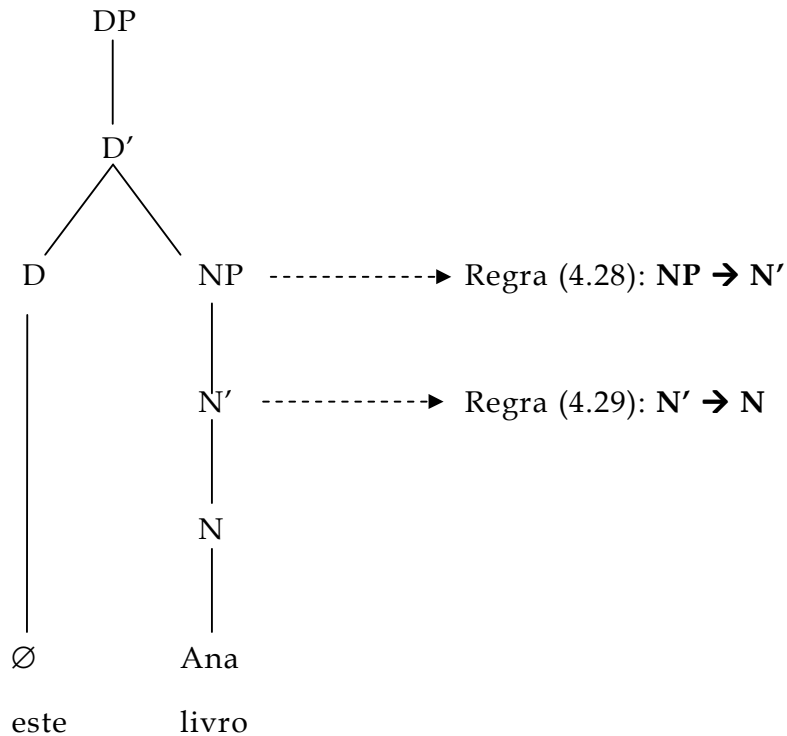 DP
D′
D NP Regra (4.28): NP → N′
N′ Regra (4.29): N′ → N
N
∅ Ana
este livro